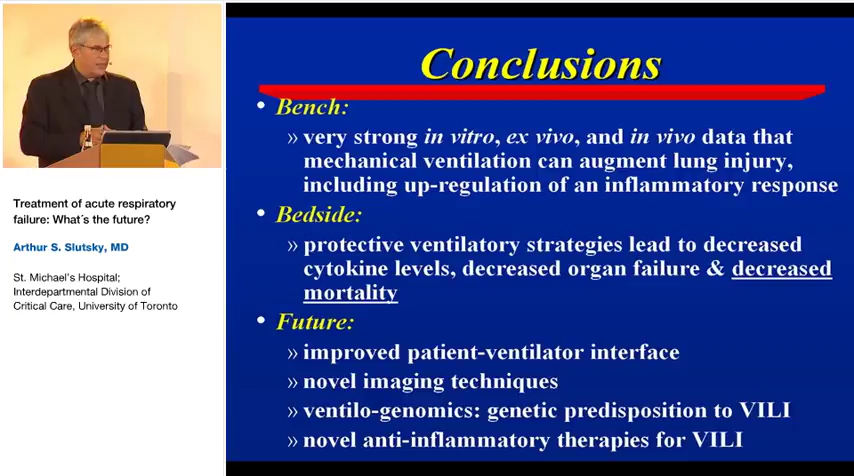 Treatment of acute respiratory
failure: What´s the future?
Arthur S. Slutsky, MD
St. Michael's Hospital;
Interdepartmental Division of
Critical Care, University of Toronto
Conclusions
• Bench:
» very strong in vitro, ex vivo, and in vivo data that
mechanical ventilation can augment lung injury,
including up-regulation of an inflammatory response
• Bedside:
» protective ventilatory strategies lead to decreased
cytokine levels, decreased organ failure & decreased
mortality
• Future:
» improved patient-ventilator interface
» novel imaging techniques
» ventilo-genomics: genetic predisposition to VILI
» novel anti-inflammatory therapies for VILI